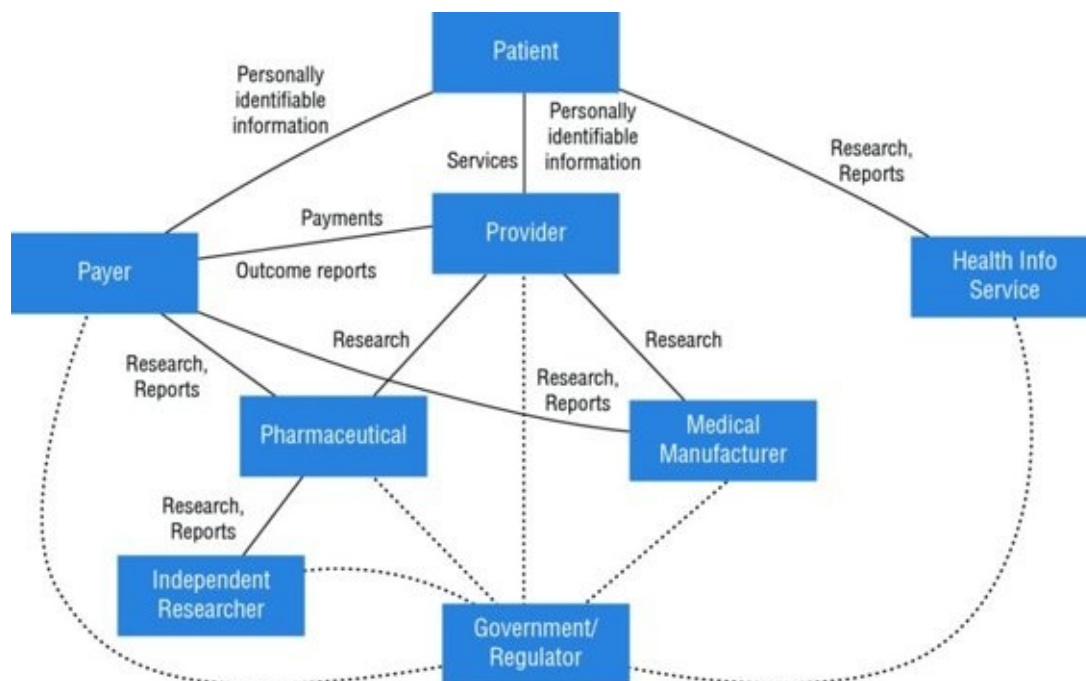 Patient
Personally
identifiable
information
Services
Personally
identifiable
information
Research,
Reports
Payments
Provider
Payer
Outcome reports
Health Info
Service
Research,
Reports
Research
Research
Research,
Reports
Pharmaceutical
Medical
Manufacturer
Research,
Reports
Independent
Researcher
Government/
Regulator